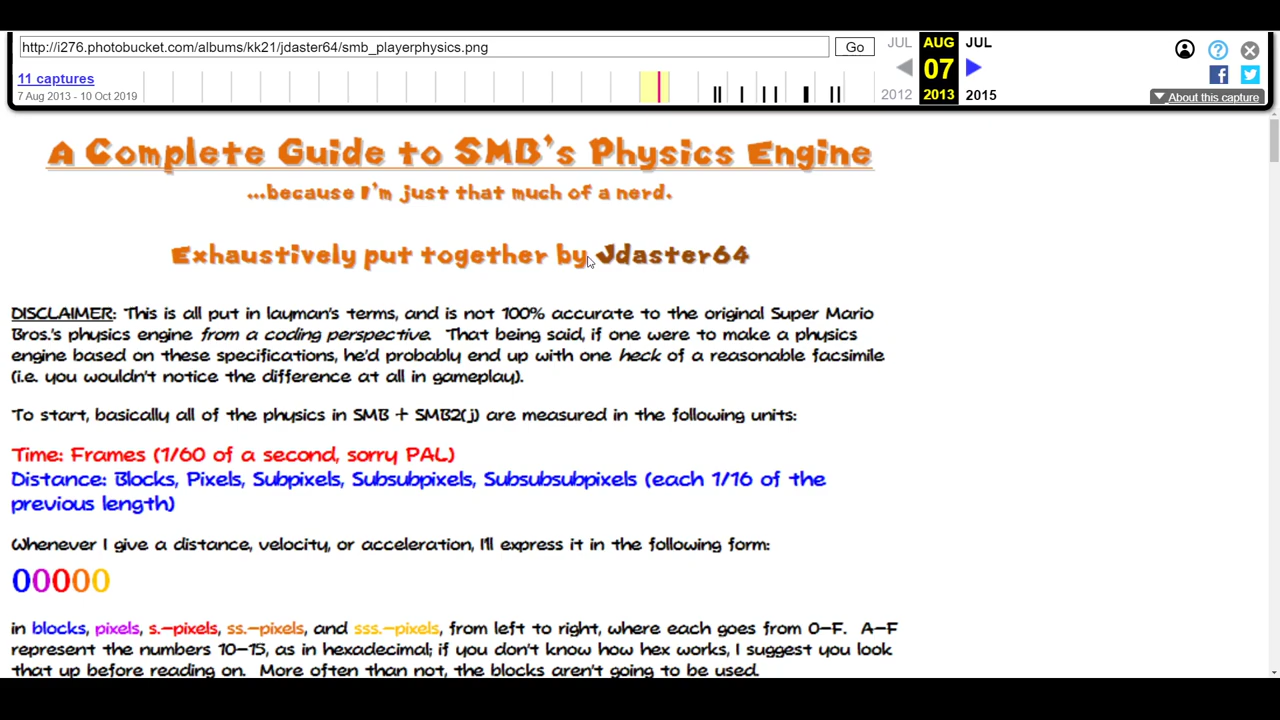 http://i276.photobucket.com/albums/kk21/jdaster64/smb_playerphysics.png
Go
JUL
AUG
JUL
11 captures
07
7 Aug 2013 - 10 Oct 2019
2012
2013
2015
About this capture
A Complete Guide to SMB's Physics Engine
...because I'm just that much of a nerd.
Exhaustively put together by Jdaster64
DISCLAIMER: This is all put in layman's terms, and is not 100% accurate to the original Super Mario
Bros.'s physics engine from a coding perspective. That being said, if one were to make a physics
engine based on these specifications, he'd probably end up with one heck of a reasonable facsimile
(i.e. you wouldn't notice the difference at all in gameplay).
To start, basically all of the physics in SMB + SMB2(j) are measured in the following units:
Time: Frames (1/60 of a second, sorry PAL)
Distance: Blocks, Pixels, Subpixels, Subsubpixels, Subsubsubpixels (each 1/16 of the
previous length)
Whenever I give a distance, velocity, or acceleration, I'll express it in the following form:
00000
in blocks, pixels, s.-pixels, ss.-pixels, and sss.-pixels, from left to right, where each goes from 0-F. A-F
represent the numbers 10-15, as in hexadecimal; if you don't know how hex works, I suggest you look
that up before reading on. More often than not, the blocks aren't going to be used.